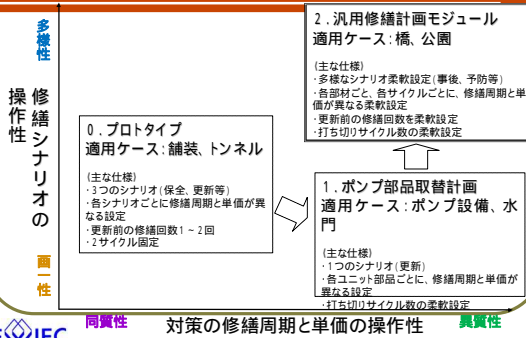 多様性
修繕シナリオの
操作性
画一性
2.汎用修繕計画モジュール
適用ケース:橋、公園
(主な仕様)
・多様なシナリオ柔軟設定(事後、予防等)
・各部材ごと、各サイクルごとに、修繕周期と単
価が異なる柔軟設定
・更新前の修繕回数を柔軟設定
・打ち切りサイクル数の柔軟設定
0.プロトタイプ
適用ケース:舗装、トンネル
(主な仕様)
・3つのシナリオ(保全、更新等)
・各シナリオごとに修繕周期と単価が異
なる設定
・更新前の修繕回数1~2回
・2サイクル固定
1.ポンプ部品取替計画
適用ケース:ポンプ設備、水
門
(主な仕様)
・1つのシナリオ(更新)
・各ユニット部品ごとに、修繕周期と単価が
異なる設定
・打ち切りサイクル数の柔軟設定
同質性
対策の修繕周期と単価の操作性
異質性